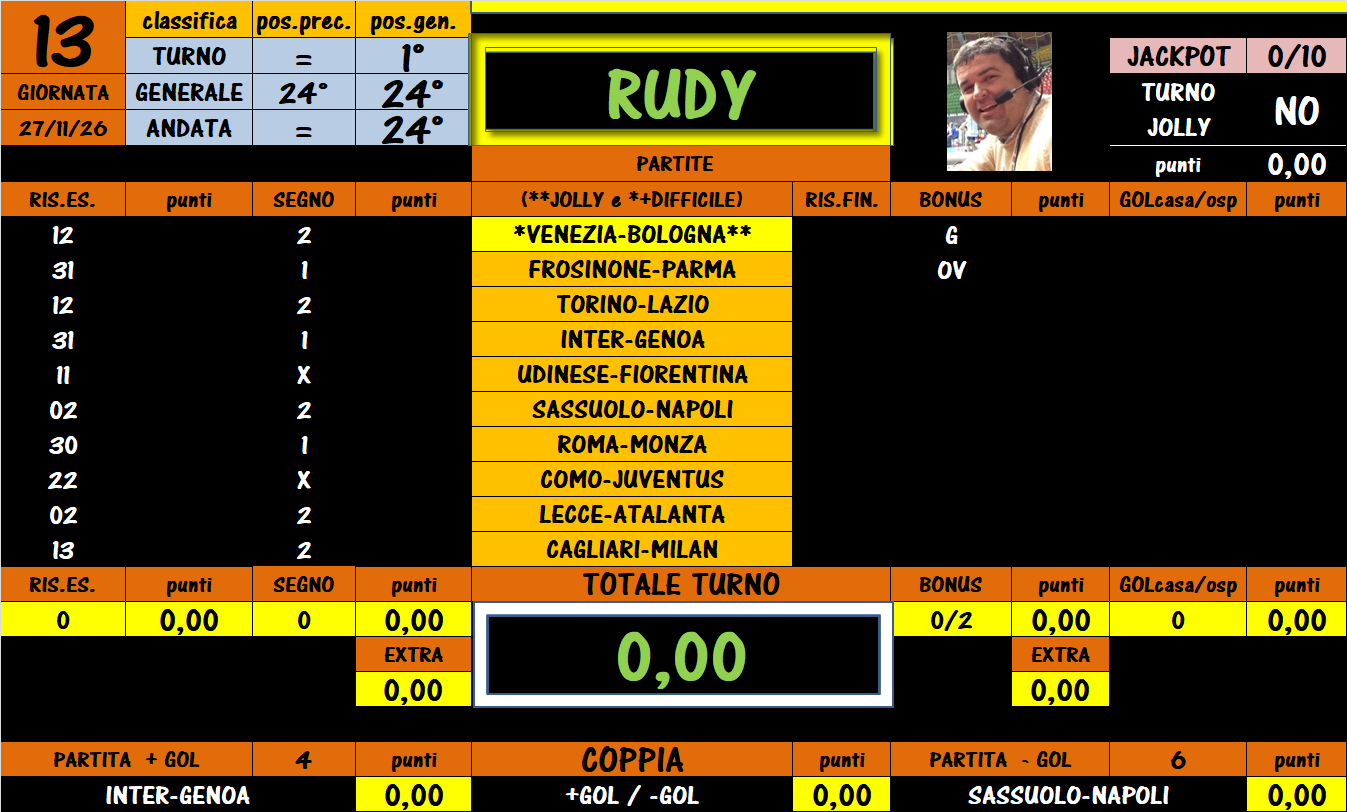 13 classifica pos.prec. pos.gen.
TURNO = 1°
GIORNATA GENERALE 24° 24°
27/11/26 ANDATA = 24°
RUDY
JACKPOT 0/10
TURNO JOLLY NO
punti 0,00
PARTITE
RIS.ES. punti SEGNO punti (**JOLLY e *+DIFFICILE) RIS.FIN. BONUS punti GOLcasa/osp punti
12 2 *VENEZIA-BOLOGNA** G
31 1 FROSINONE-PARMA OV
12 2 TORINO-LAZIO
31 1 INTER-GENOA
11 X UDINESE-FIORENTINA
02 2 SASSUOLO-NAPOLI
30 1 ROMA-MONZA
22 X COMO-JUVENTUS
02 2 LECCE-ATALANTA
13 2 CAGLIARI-MILAN
RIS.ES. punti SEGNO punti TOTALE TURNO BONUS punti GOLcasa/osp punti
0 0,00 0 0,00 0,00 0/2 0,00 0 0,00
EXTRA EXTRA
0,00 0,00
PARTITA + GOL 4 punti COPPIA punti PARTITA - GOL 6 punti
INTER-GENOA 0,00 +GOL / -GOL 0,00 SASSUOLO-NAPOLI 0,00